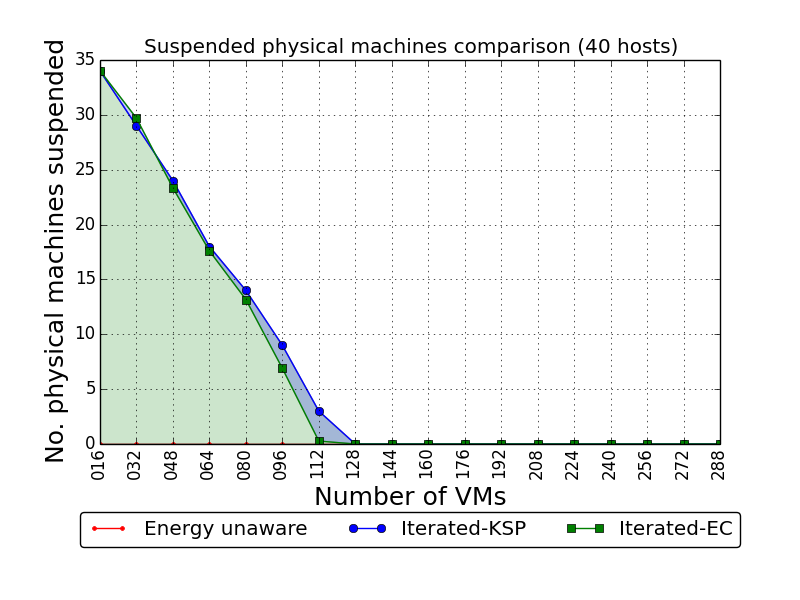 Suspended physical machines comparison (40 hosts)
No. physical machines suspended
35
30
25
20
15
10
5
0
016 032 048 064 080 096 112 128 144 160 176 192 208 224 240 256 272 288
Number of VMs
Energy unaware Iterated-KSP Iterated-EC